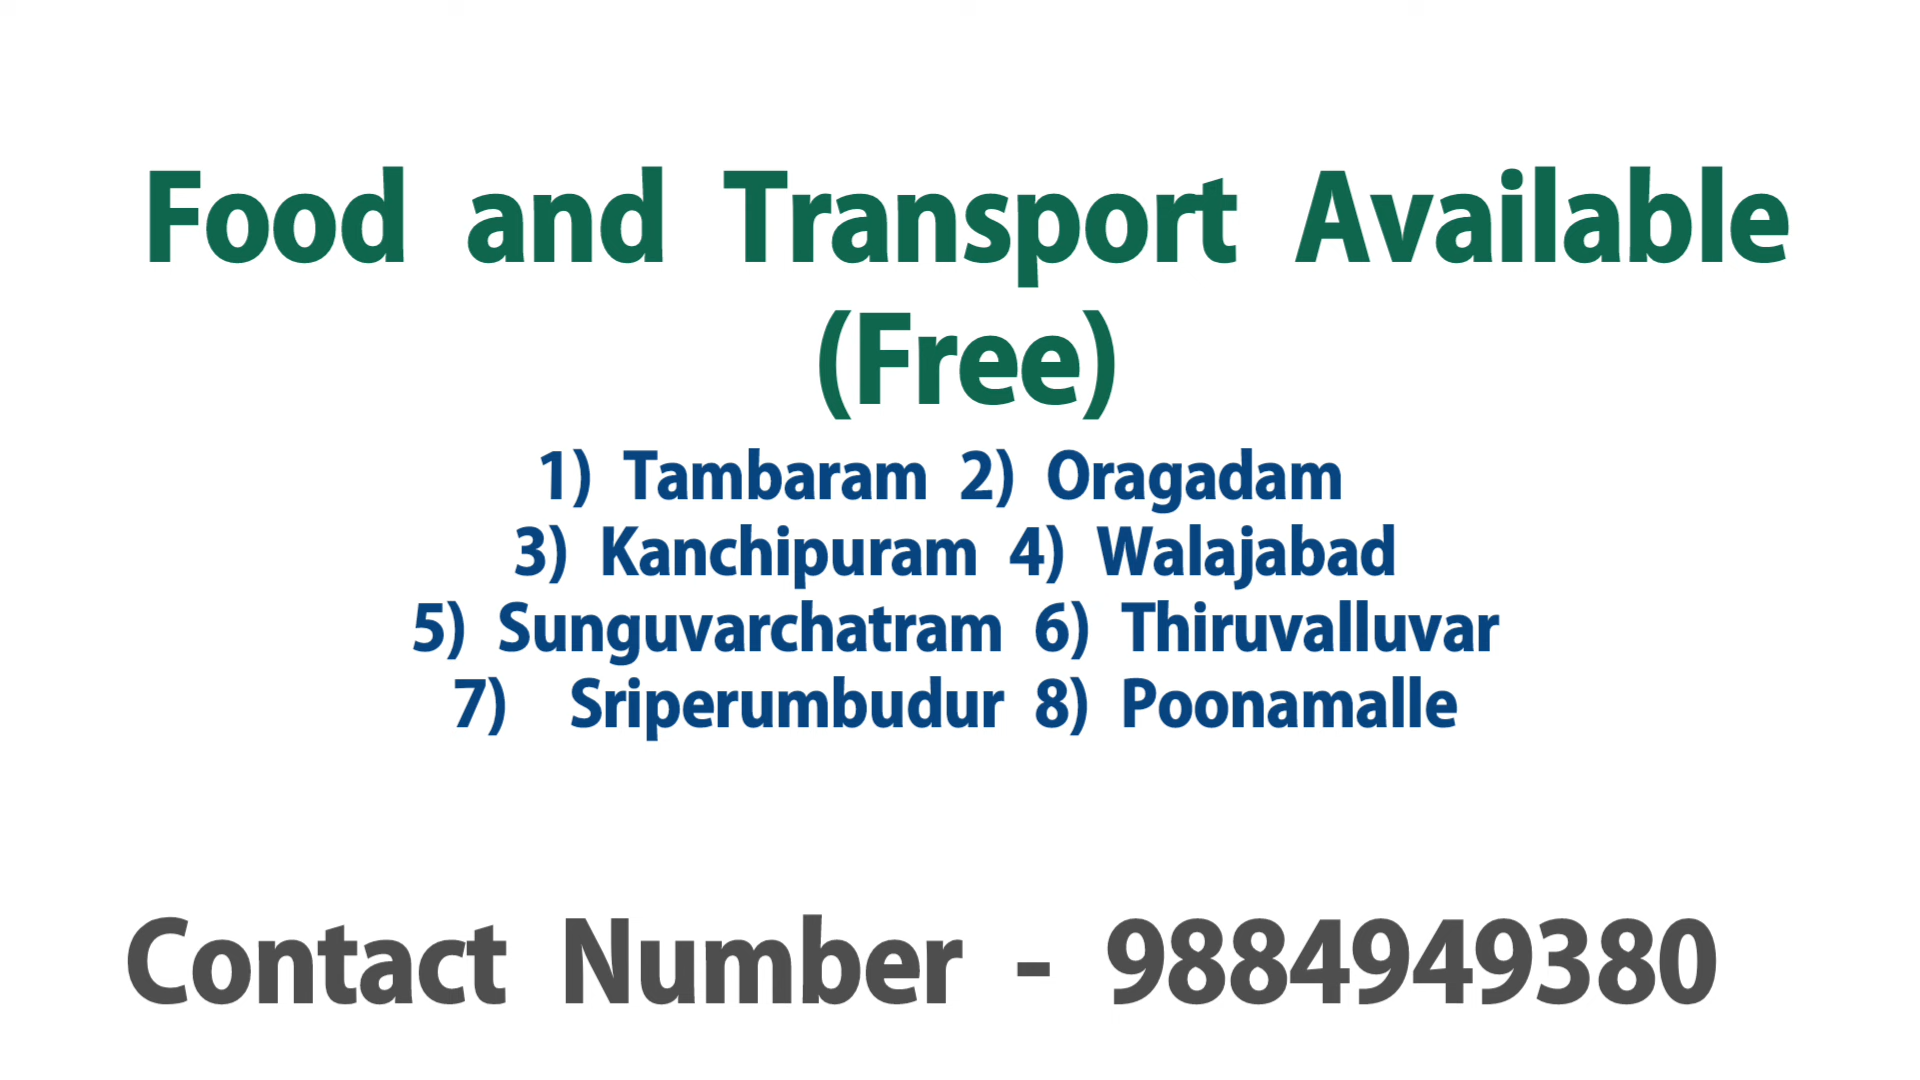 Food and Transport Available
(Free)
1) Tambaram 2) Oragadam
3) Kanchipuram 4) Walajabad
5) Sunguvarchatram 6) Thiruvalluvar
7) Sriperumbudur 8) Poonamalle
Contact Number - 9884949380